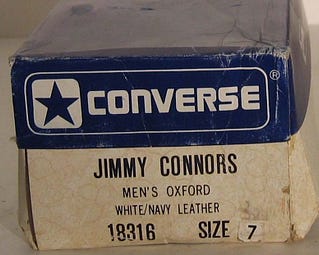 CONVERSE®
JIMMY CONNORS
MEN'S OXFORD
WHITE/NAVY LEATHER
18316 SIZE 7